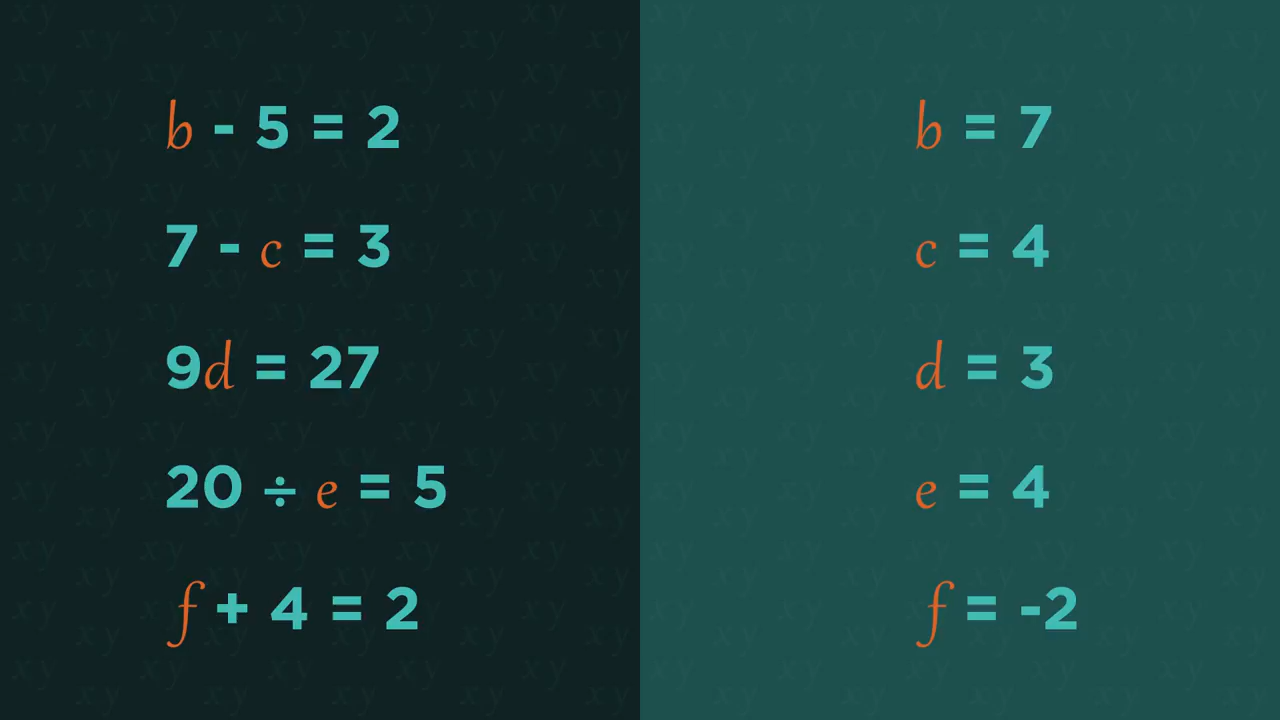 b - 5 = 2
7 - c = 3
9d = 27
20 ÷ e = 5
f + 4 = 2
b = 7
c = 4
d = 3
e = 4
f = -2